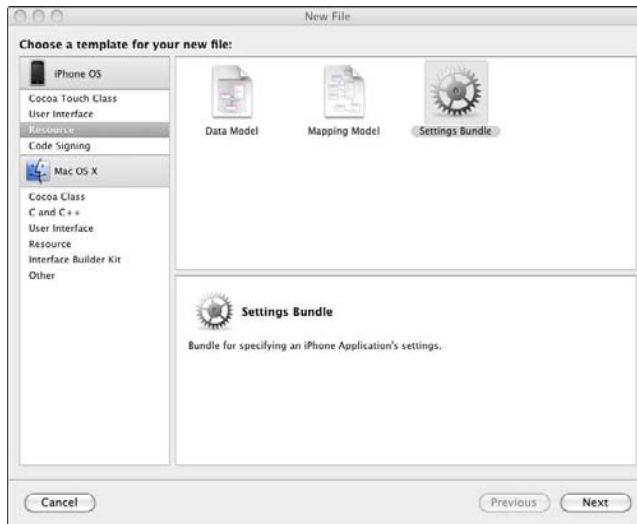 New File
Choose a template for your new file:
iPhone OS
Cocoa Touch Class
User Interface
Resource
Code Signing
Mac OS X
Cocoa Class
C and C++
User Interface
Resource
Interface Builder Kit
Other
Data Model
Mapping Model
Settings Bundle
Settings Bundle
Bundle for specifying an iPhone Application's settings.
Cancel
Previous
Next